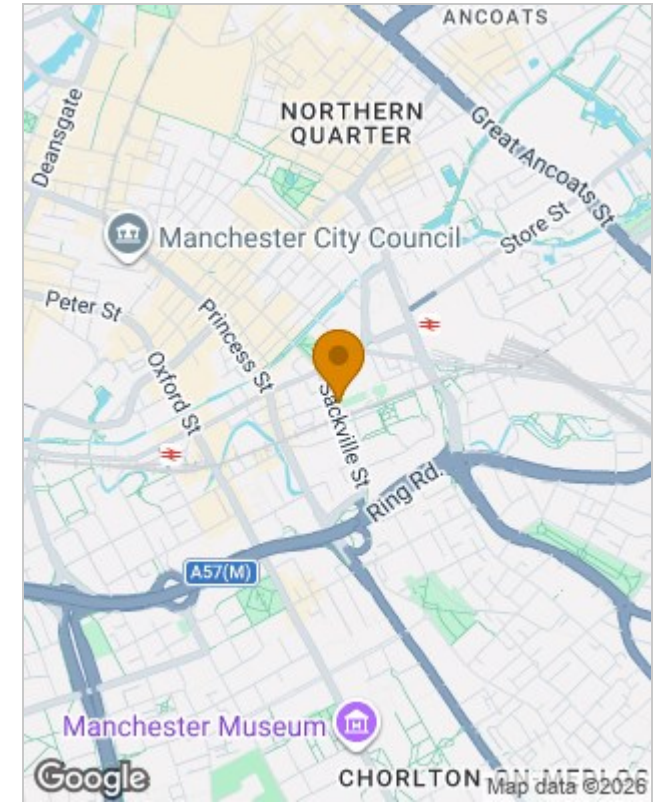 ANCOATS
NORTHERN
QUARTER
Deansgate
Great Ancoats St
Manchester City Council
Store St
Peter St
Princess St
Oxford St
Sackville St
Ring Rd.
A57(M)
Manchester Museum
CHORLTON-ON-MEDLOC
Google
Map data ©2026